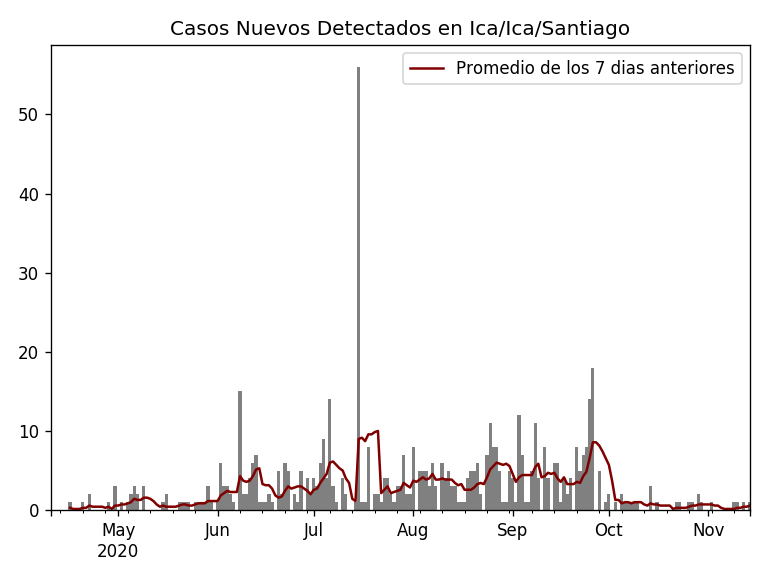 Casos Nuevos Detectados en Ica/Ica/Santiago
Promedio de los 7 dias anteriores
50
40
30
20
10
0
May Jun Jul Aug Sep Oct Nov
2020